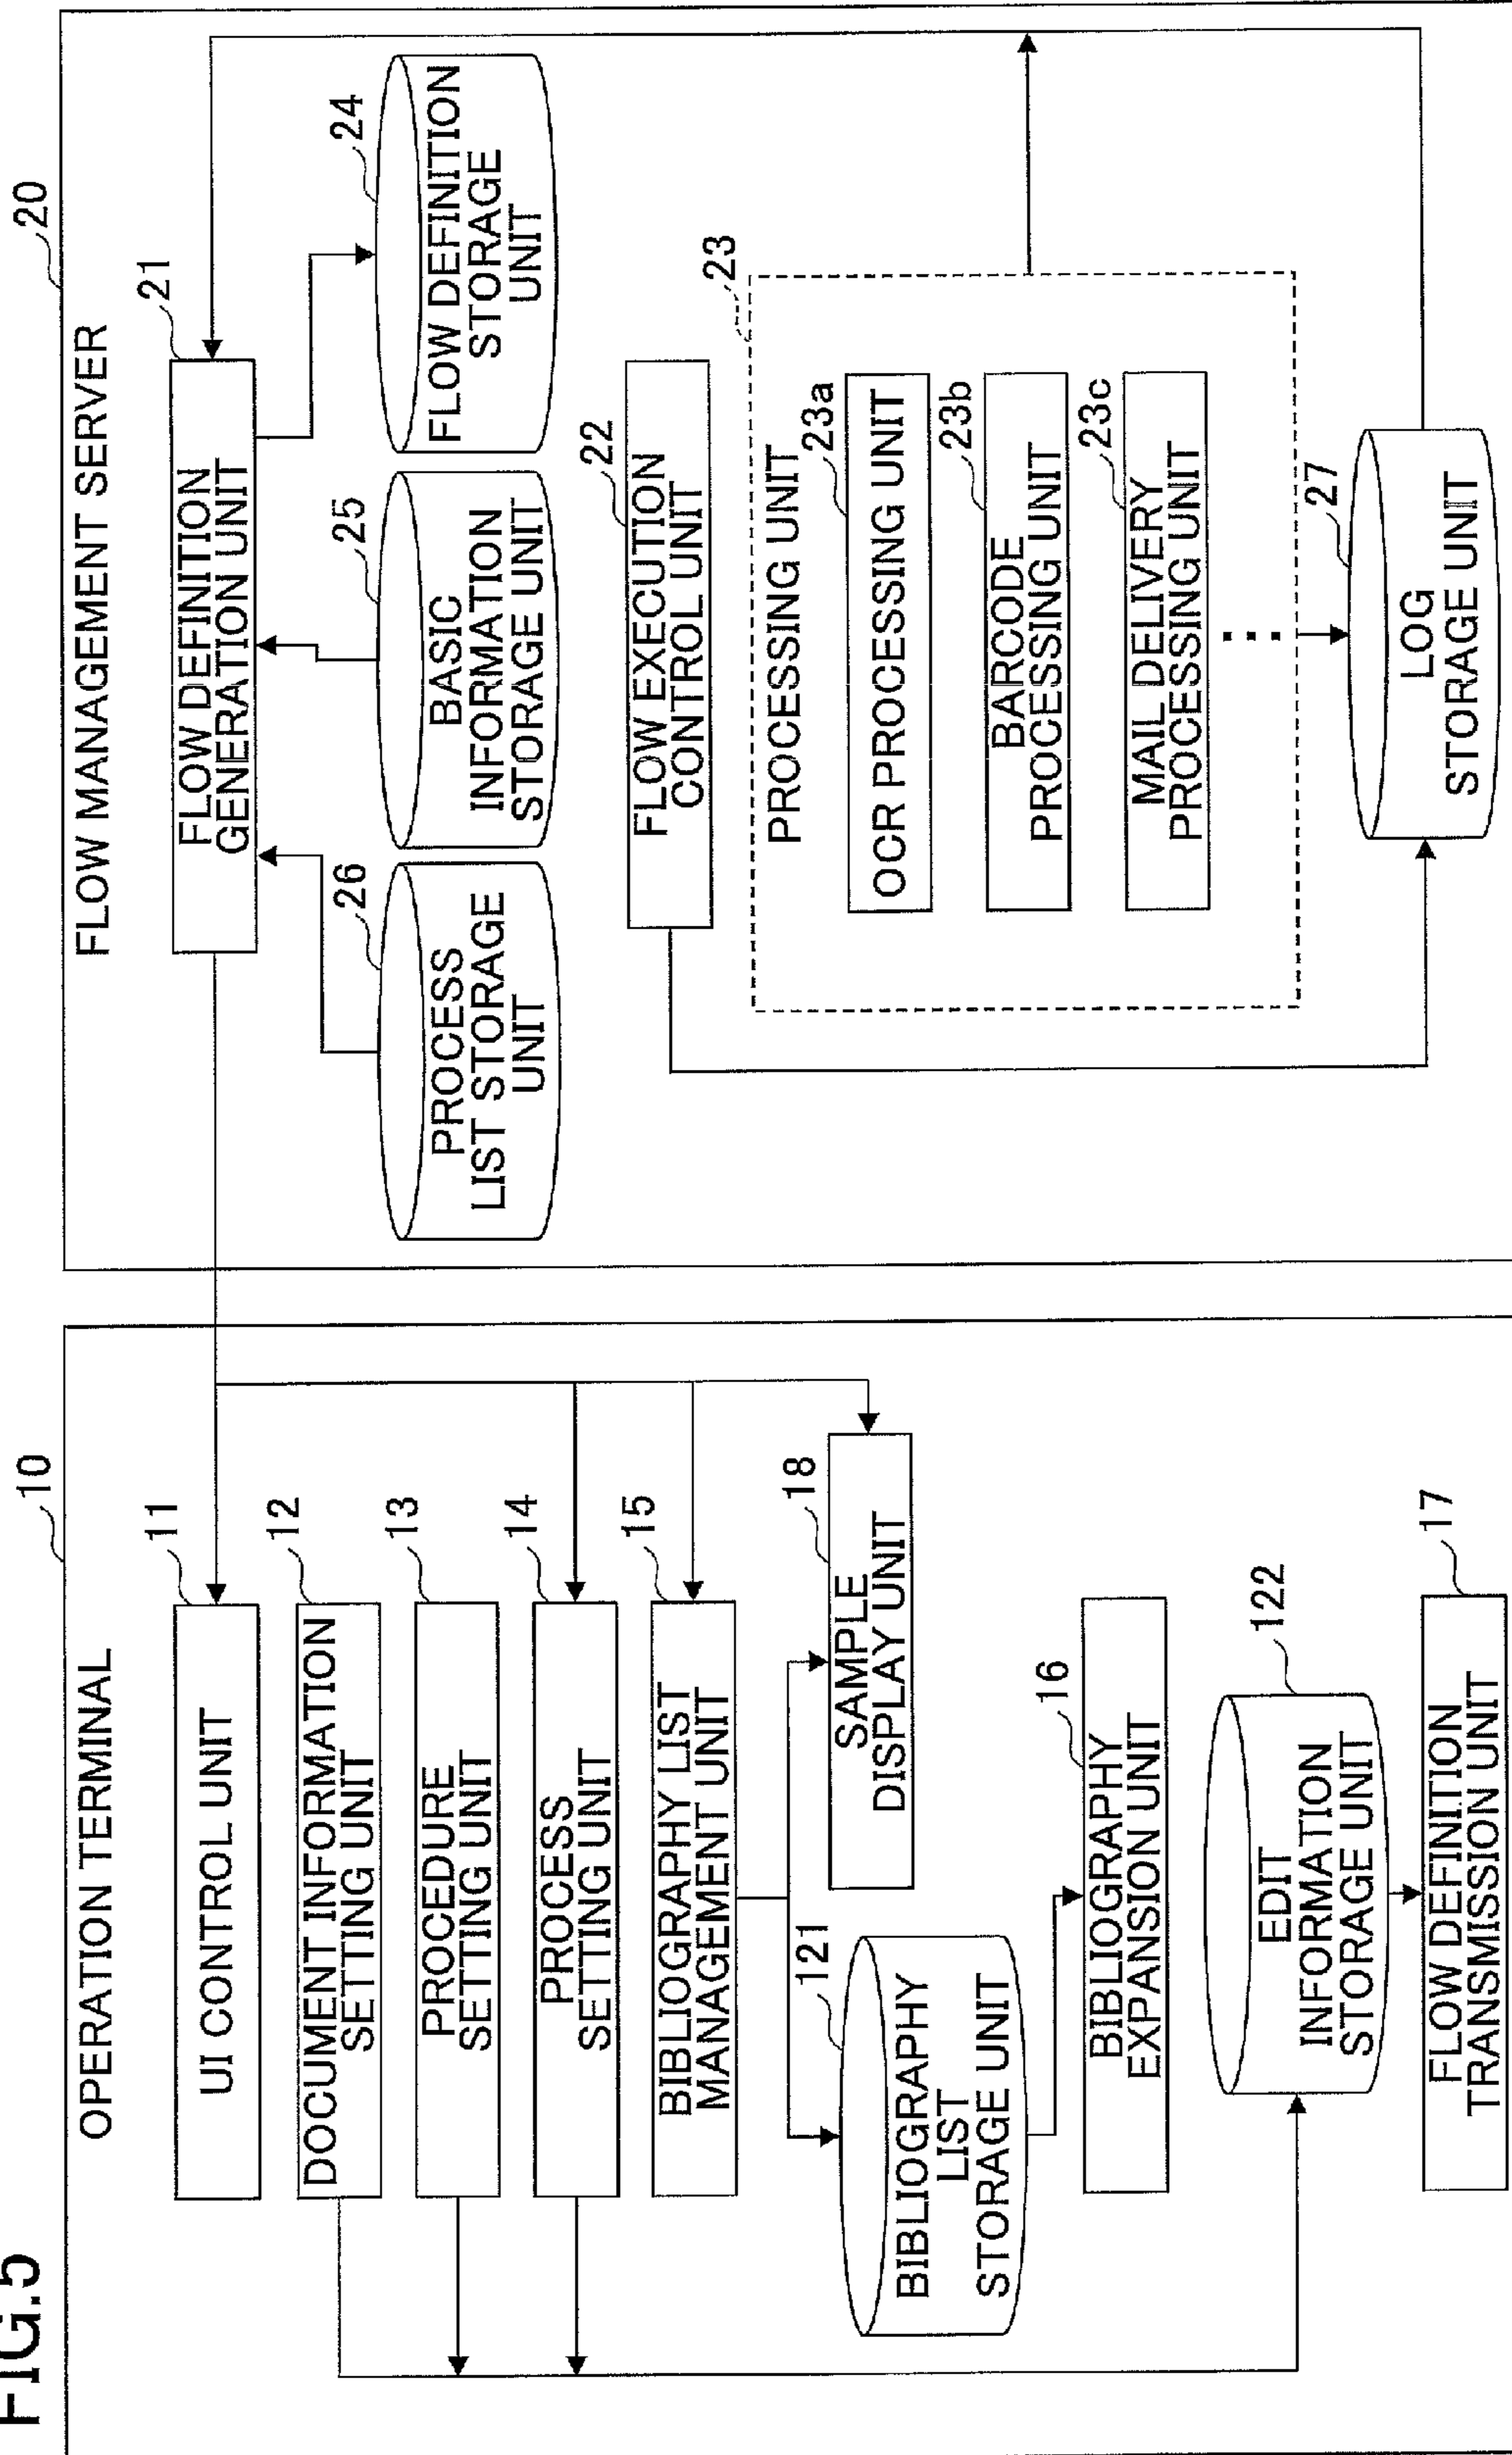 FIG.5
10
OPERATION TERMINAL
11
UI CONTROL UNIT
12
DOCUMENT INFORMATION
SETTING UNIT
13
PROCEDURE
SETTING UNIT
14
PROCESS
SETTING UNIT
15
BIBLIOGRAPHY LIST
MANAGEMENT UNIT
18
SAMPLE
DISPLAY UNIT
121
BIBLIOGRAPHY
LIST
STORAGE UNIT
16
BIBLIOGRAPHY
EXPANSION UNIT
122
EDIT
INFORMATION
STORAGE UNIT
17
FLOW DEFINITION
TRANSMISSION UNIT
20
FLOW MANAGEMENT SERVER
21
FLOW DEFINITION
GENERATION UNIT
26
PROCESS
LIST STORAGE
UNIT
25
BASIC
INFORMATION
STORAGE UNIT
24
FLOW DEFINITION
STORAGE
UNIT
22
FLOW EXECUTION
CONTROL UNIT
23
PROCESSING UNIT
23a
OCR PROCESSING UNIT
23b
BARCODE
PROCESSING UNIT
23c
MAIL DELIVERY
PROCESSING UNIT
27
LOG
STORAGE UNIT